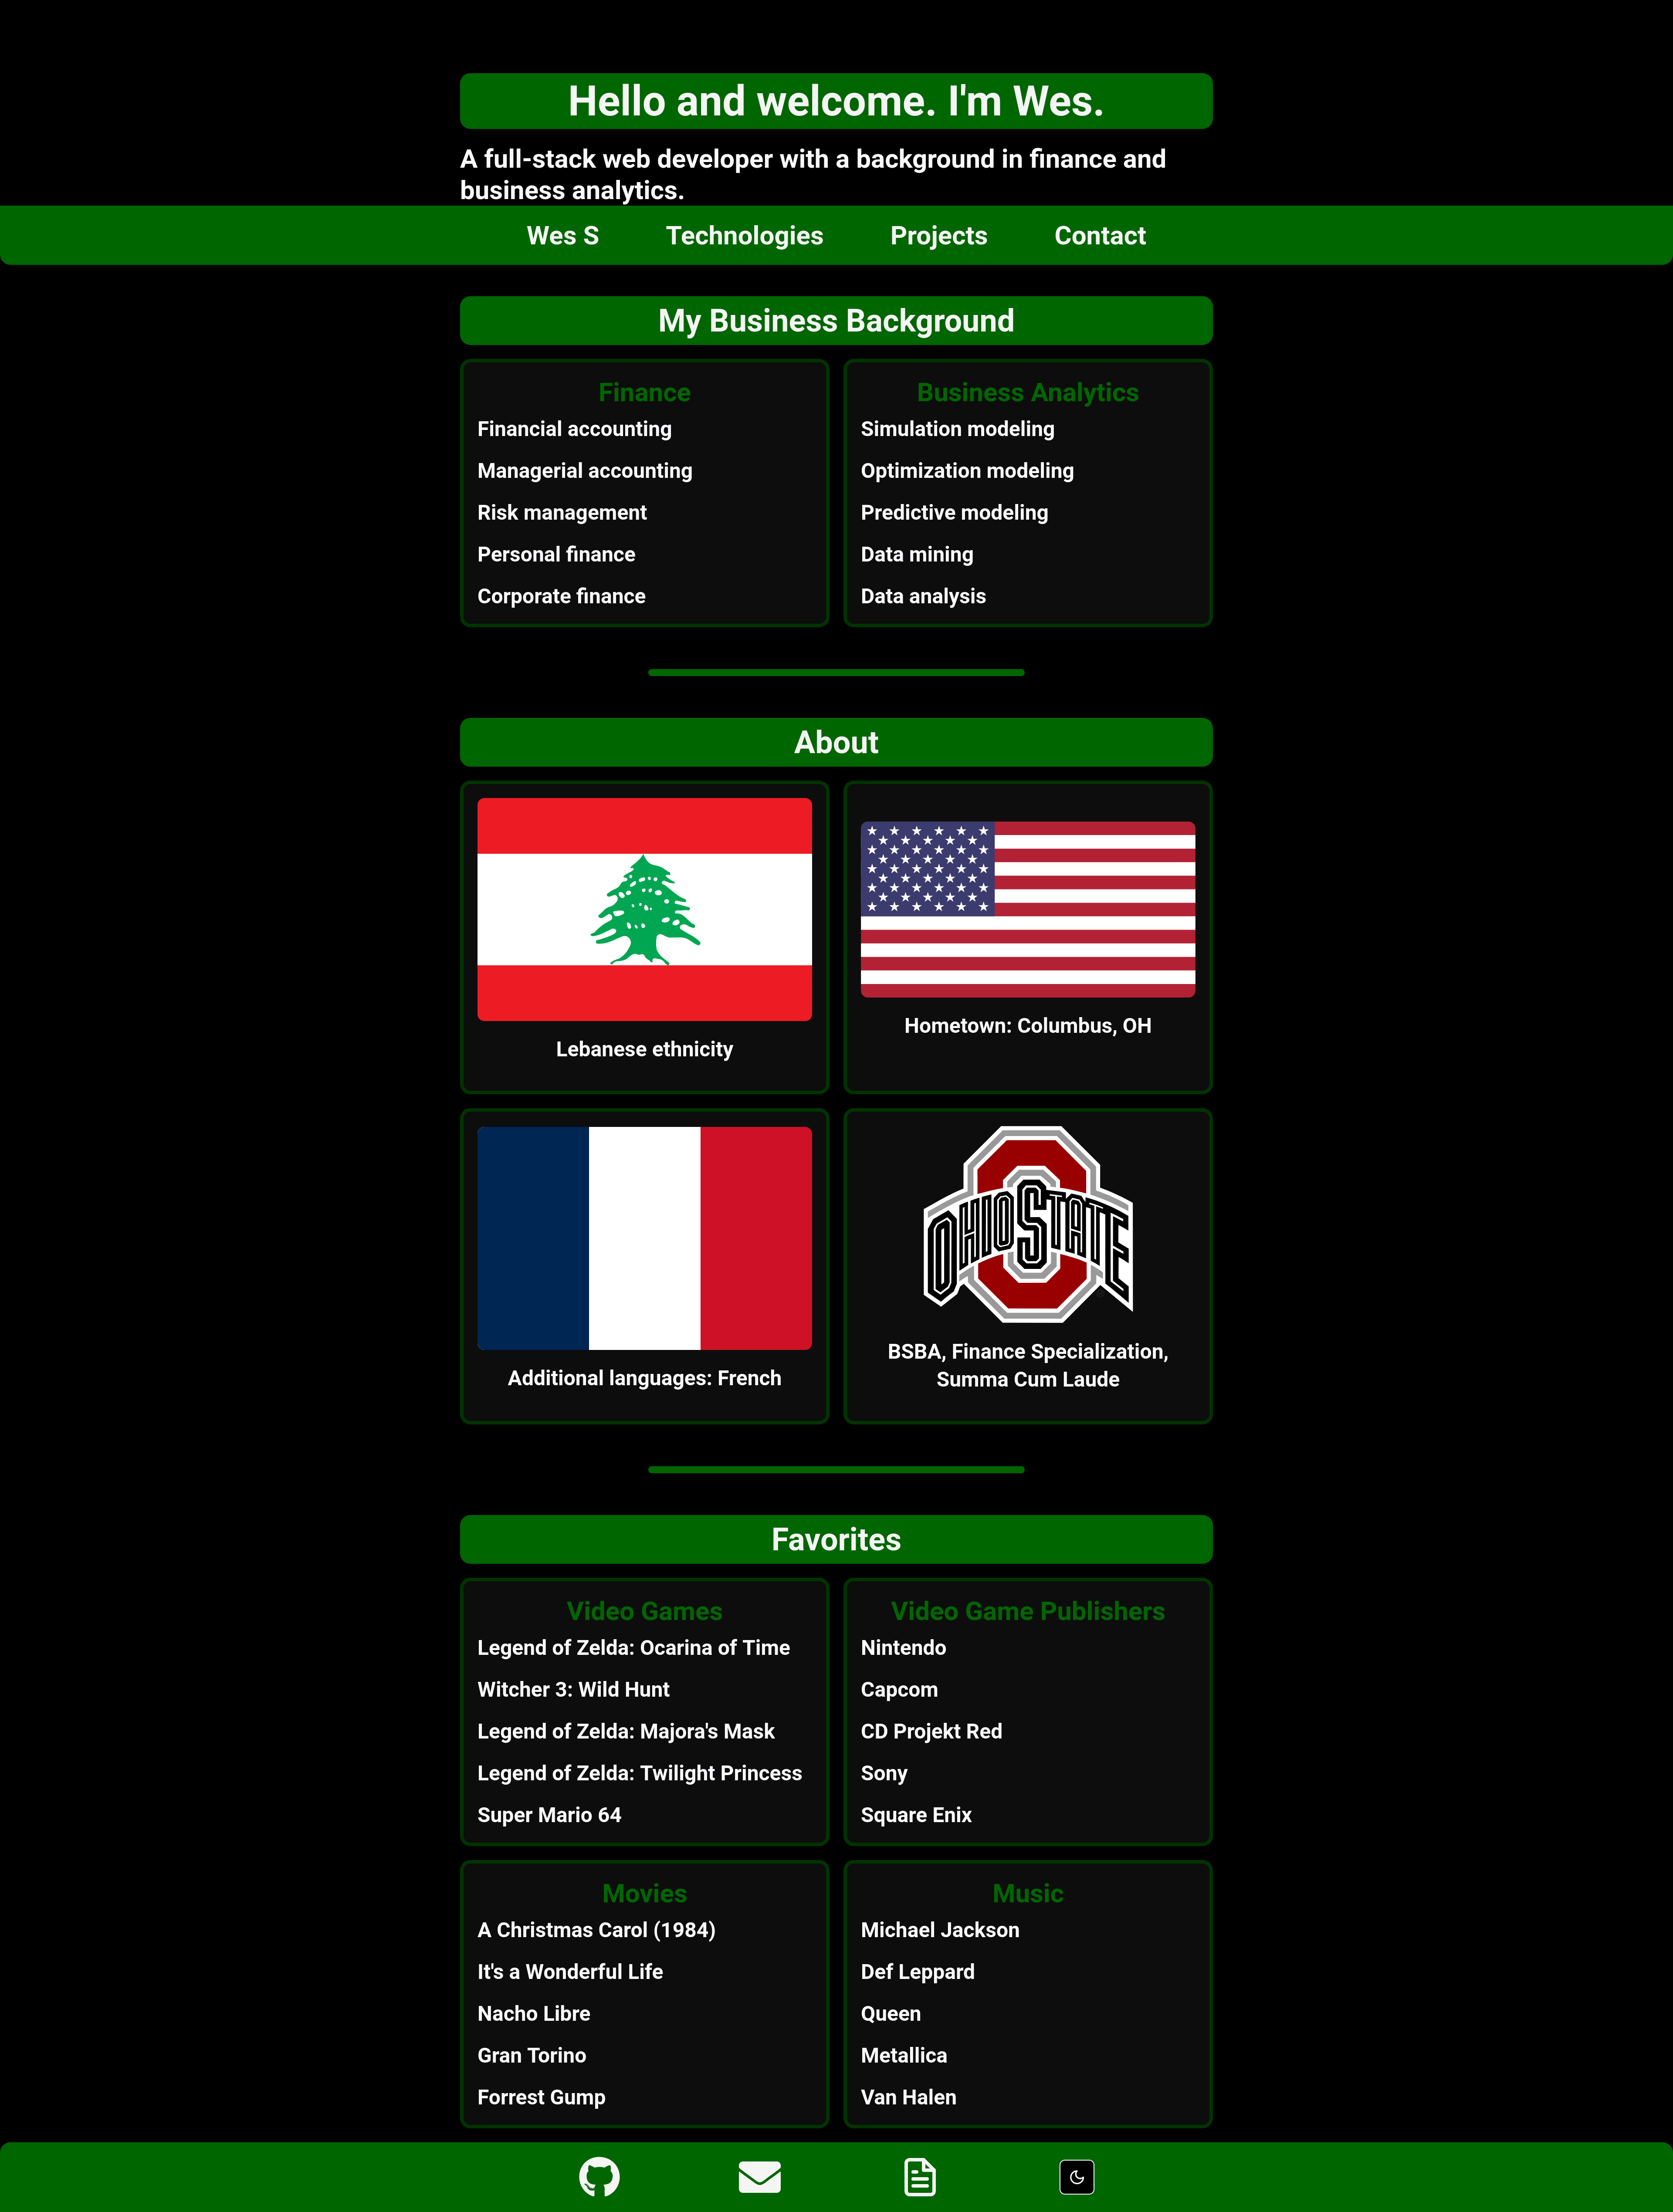 Hello and welcome. I'm Wes.
A full-stack web developer with a background in finance and
business analytics.
Wes S
Technologies
Projects
Contact
My Business Background
Finance
Financial accounting
Managerial accounting
Risk management
Personal finance
Corporate finance
Business Analytics
Simulation modeling
Optimization modeling
Predictive modeling
Data mining
Data analysis
About
Lebanese ethnicity
Hometown: Columbus, OH
Additional languages: French
OHIO STATE
BSBA, Finance Specialization,
Summa Cum Laude
Favorites
Video Games
Legend of Zelda: Ocarina of Time
Witcher 3: Wild Hunt
Legend of Zelda: Majora's Mask
Legend of Zelda: Twilight Princess
Super Mario 64
Video Game Publishers
Nintendo
Capcom
CD Projekt Red
Sony
Square Enix
Movies
A Christmas Carol (1984)
It's a Wonderful Life
Nacho Libre
Gran Torino
Forrest Gump
Music
Michael Jackson
Def Leppard
Queen
Metallica
Van Halen